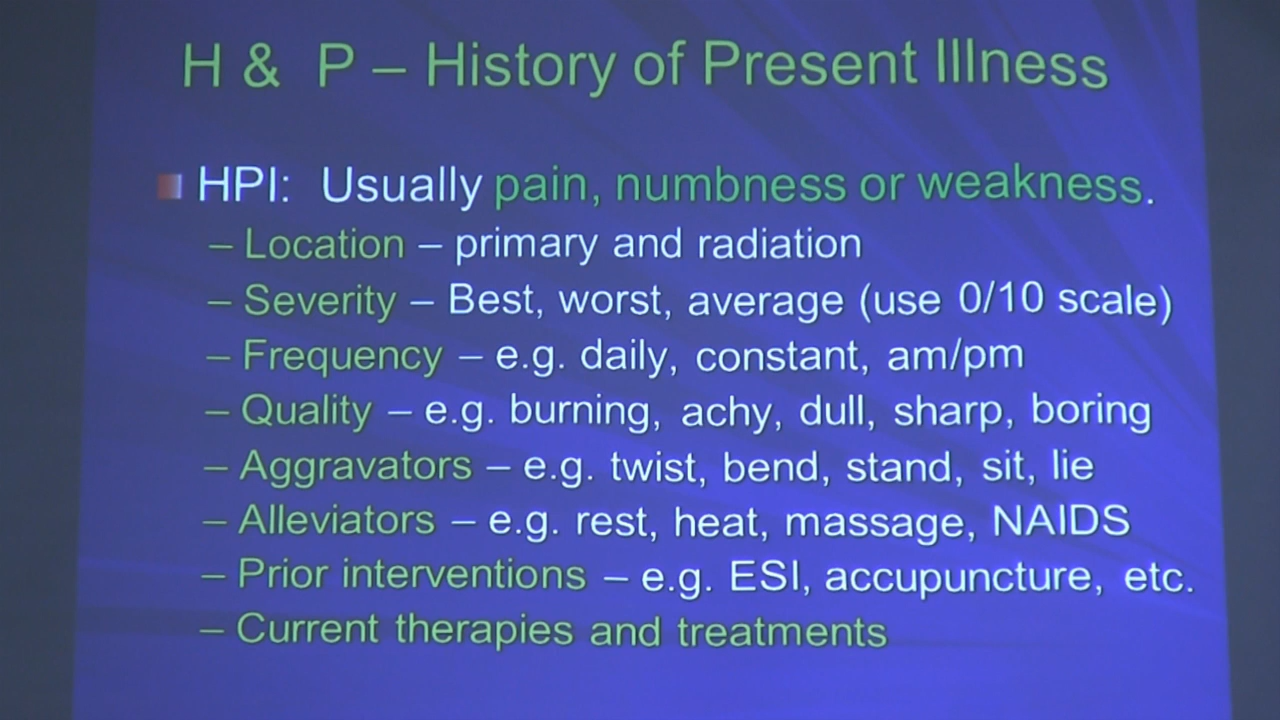 H & P – History of Present Illness
HPI: Usually pain, numbness or weakness.
– Location – primary and radiation
– Severity – Best, worst, average (use 0/10 scale)
– Frequency – e.g. daily, constant, am/pm
– Quality – e.g. burning, achy, dull, sharp, boring
– Aggravators – e.g. twist, bend, stand, sit, lie
– Alleviators – e.g. rest, heat, massage, NAIDS
– Prior interventions – e.g. ESI, accupuncture, etc.
– Current therapies and treatments